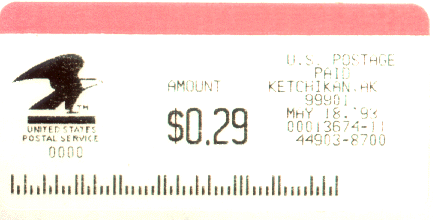 U.S. POSTAGE
PAID
AMOUNT KETCHIKAN, AK
99901
$0.29
MAY 18, '93
00013674-11
44903-8700
UNITED STATES
POSTAL SERVICE
0000